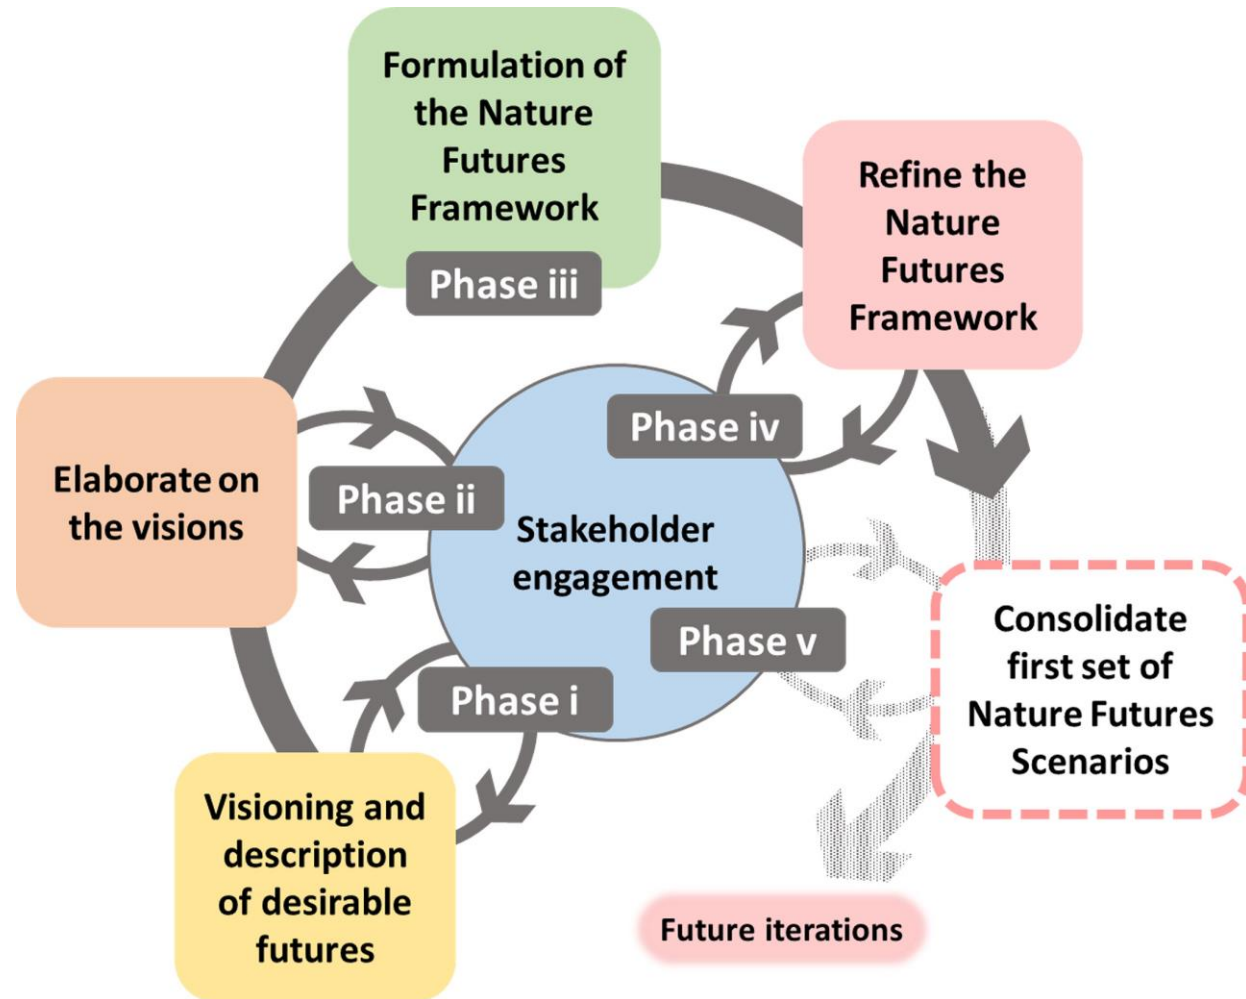 Formulation of
the Nature
Futures
Framework
Phase iii
Refine the
Nature
Futures
Framework
Phase iv
Elaborate on
the visions
Phase ii
Stakeholder
engagement
Phase v
Consolidate
first set of
Nature Futures
Scenarios
Phase i
Visioning and
description
of desirable
futures
Future iterations